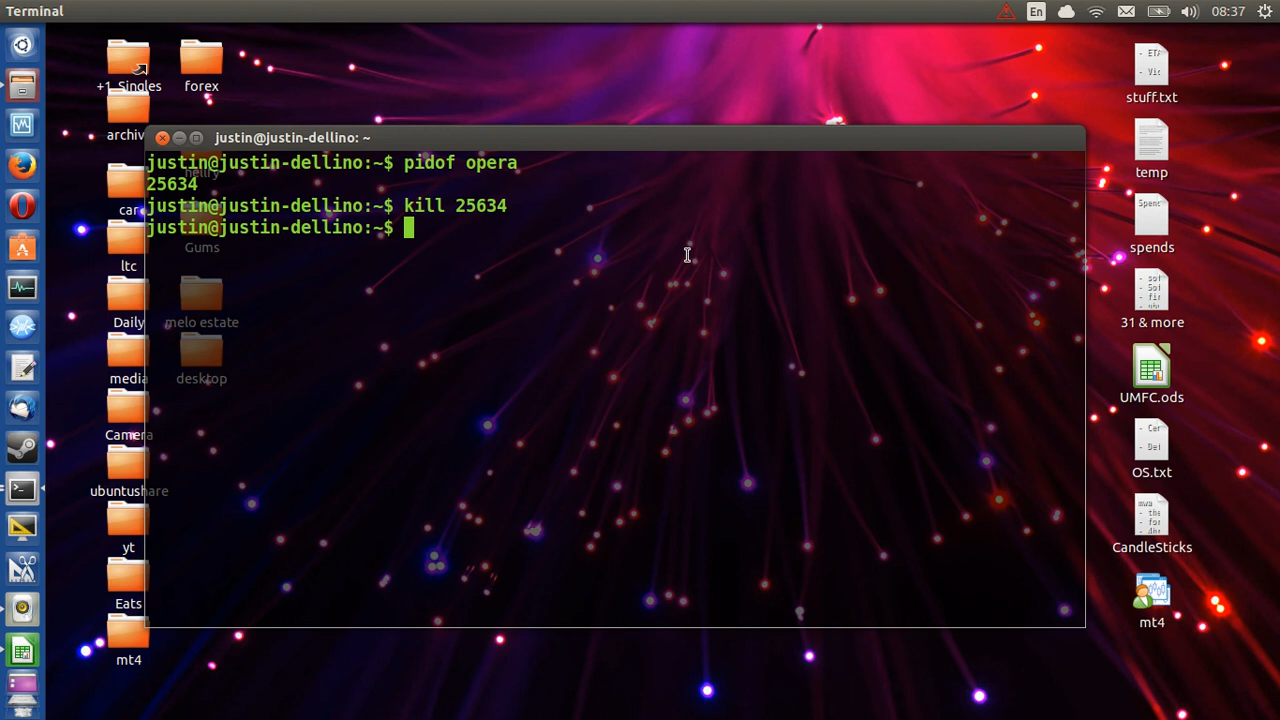 Terminal
En
08:37
+1_Singles
forex
archiv
car
Gums
ltc
Daily
melo estate
media
desktop
Camera
ubuntushare
yt
Eats
mt4
justin@justin-dellino: ~
justin@justin-dellino:~$ pidof opera
25634
justin@justin-dellino:~$ kill 25634
justin@justin-dellino:~$
stuff.txt
temp
spends
31 & more
UMFC.ods
OS.txt
CandleSticks
mt4